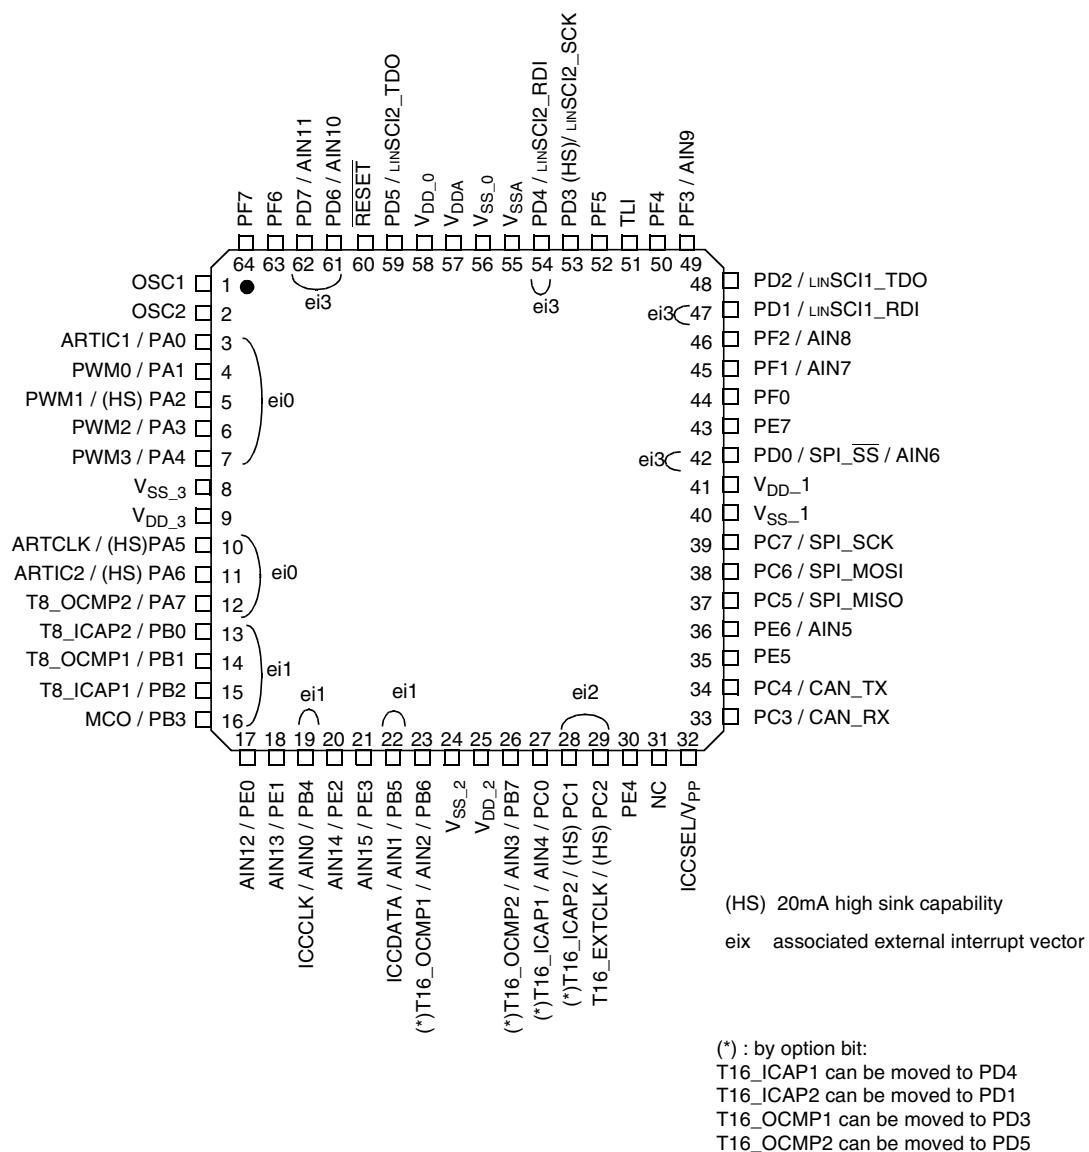 PF7
PF6
PD7 / AIN11
PD6 / AIN10
RESET
PD5 / LINSCI2_TDO
VDD_0
VDDA
VSS_0
VSSA
PD4 / LINSCI2_RDI
PD3 (HS)/ LINSCI2_SCK
PF5
TLI
PF4
PF3 / AIN9
64 63 62 61 60 59 58 57 56 55 54 53 52 51 50 49
ei3
ei3
OSC1 1
OSC2 2
ARTIC1 / PA0 3
PWM0 / PA1 4
PWM1 / (HS) PA2 5
ei0
PWM2 / PA3 6
PWM3 / PA4 7
VSS_3 8
VDD_3 9
ARTCLK / (HS)PA5 10
ARTIC2 / (HS) PA6 11
ei0
T8_OCMP2 / PA7 12
T8_ICAP2 / PB0 13
T8_OCMP1 / PB1 14
ei1
T8_ICAP1 / PB2 15
MCO / PB3 16
48 PD2 / LINSCI1_TDO
ei3 47 PD1 / LINSCI1_RDI
46 PF2 / AIN8
45 PF1 / AIN7
44 PF0
43 PE7
ei3 42 PD0 / SPI_SS / AIN6
41 VDD_1
40 VSS_1
39 PC7 / SPI_SCK
38 PC6 / SPI_MOSI
37 PC5 / SPI_MISO
36 PE6 / AIN5
35 PE5
34 PC4 / CAN_TX
33 PC3 / CAN_RX
ei1
ei1
ei2
17 18 19 20 21 22 23 24 25 26 27 28 29 30 31 32
AIN12 / PE0
AIN13 / PE1
ICCCLK / AIN0 / PB4
AIN14 / PE2
AIN15 / PE3
ICCDATA / AIN1 / PB5
(*)T16_OCMP1 / AIN2 / PB6
VSS_2
VDD_2
(*)T16_OCMP2 / AIN3 / PB7
(*)T16_ICAP1 / AIN4 / PC0
(*)T16_ICAP2 / (HS) PC1
T16_EXTCLK / (HS) PC2
PE4
NC
ICCSEL/VPP
(HS) 20mA high sink capability
eix associated external interrupt vector
(*) : by option bit:
T16_ICAP1 can be moved to PD4
T16_ICAP2 can be moved to PD1
T16_OCMP1 can be moved to PD3
T16_OCMP2 can be moved to PD5